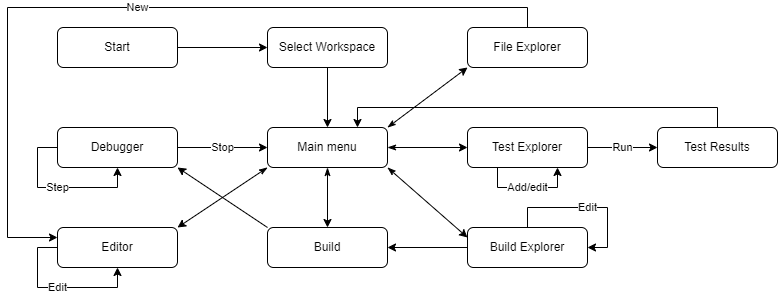 New
Start
Select Workspace
File Explorer
Debugger
Stop
Main menu
Test Explorer
Run
Test Results
Step
Add/edit
Edit
Editor
Build
Build Explorer
Edit